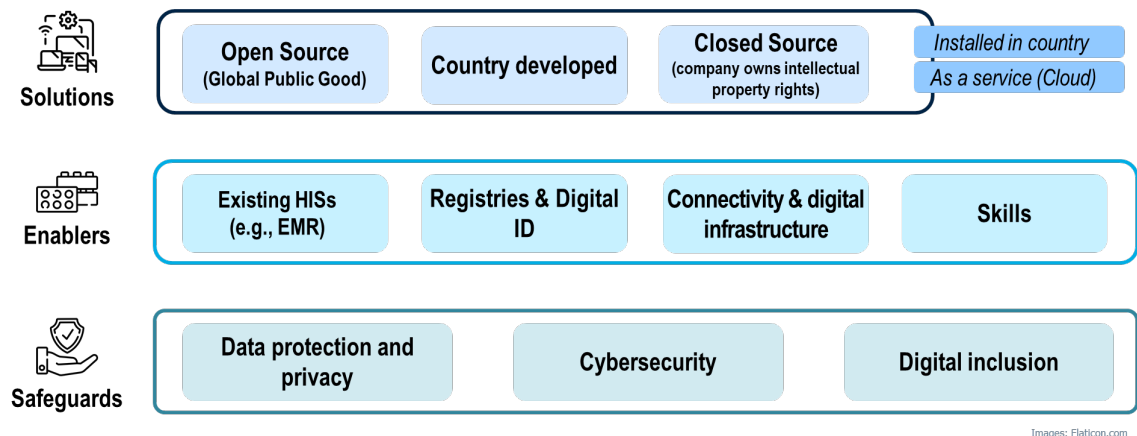 Solutions
Open Source
(Global Public Good)
Country developed
Closed Source
(company owns intellectual
property rights)
Installed in country
As a service (Cloud)
Enablers
Existing HISs
(e.g., EMR)
Registries & Digital
ID
Connectivity & digital
infrastructure
Skills
Safeguards
Data protection and
privacy
Cybersecurity
Digital inclusion
Images: Flaticon.com